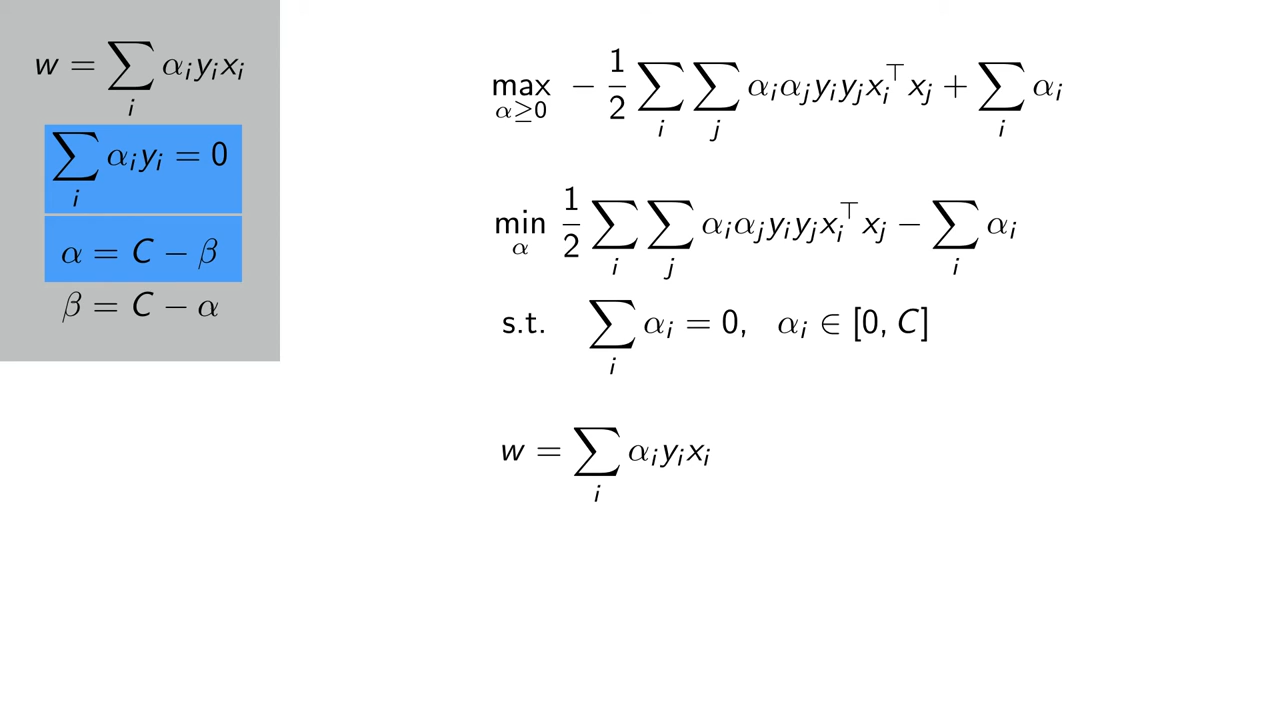 w = ∑_i α_i y_i x_i
∑_i α_i y_i = 0
α = C − β
β = C − α
max_{α≥0} − 1/2 ∑_i ∑_j α_i α_j y_i y_j x_i^⊤ x_j + ∑_i α_i
min_α 1/2 ∑_i ∑_j α_i α_j y_i y_j x_i^⊤ x_j − ∑_i α_i
s.t. ∑_i α_i = 0, α_i ∈ [0, C]
w = ∑_i α_i y_i x_i